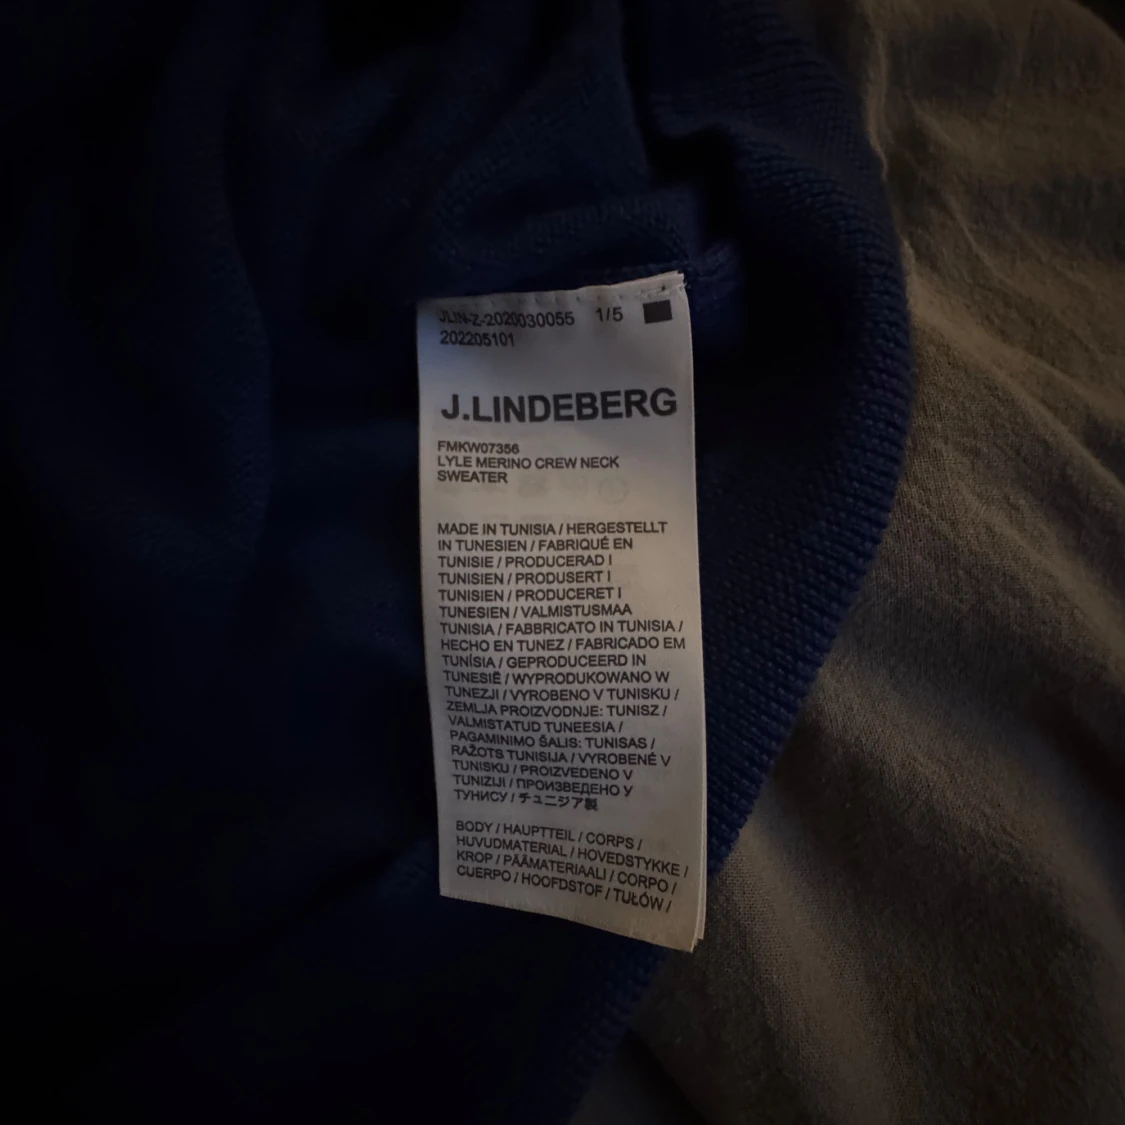 JLIN-Z-2020030055 1/5
202205101
J.LINDEBERG
FMKW07356
LYLE MERINO CREW NECK
SWEATER
MADE IN TUNISIA / HERGESTELLT
IN TUNESIEN / FABRIQUÉ EN
TUNISIE / PRODUCERAD I
TUNISIEN / PRODUSERT I
TUNISIEN / PRODUCERET I
TUNESIEN / VALMISTUSMAA
TUNISIA / FABBRICATO IN TUNISIA /
HECHO EN TUNEZ / FABRICADO EM
TUNÍSIA / GEPRODUCEERD IN
TUNESIË / WYPRODUKOWANO W
TUNEZJI / VYROBENO V TUNISKU /
ZEMLJA PROIZVODNJE: TUNISZ /
VALMISTATUD TUNEESIA /
PAGAMINIMO ŠALIS: TUNISAS /
RAŽOTS TUNISIJA / VYROBENÉ V
TUNISKU / PROIZVEDENO V
TUNIZIJI / ПРОИЗВЕДЕНО У
ТУНИСУ / チュニジア製
BODY / HAUPTTEIL / CORPS /
HUVUDMATERIAL / HOVEDSTYKKE /
KROP / PÄÄMATERIAALI / CORPO /
CUERPO / HOOFDSTOF / TUŁÓW /